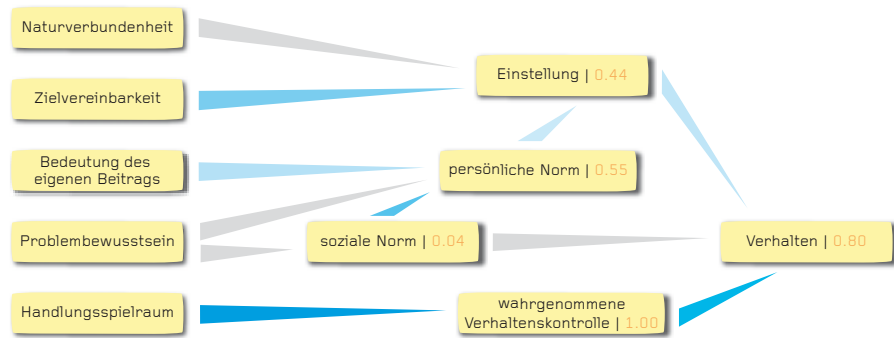 Naturverbundenheit
Einstellung | 0.44
Zielvereinbarkeit
Bedeutung des
eigenen Beitrags
persönliche Norm | 0.55
Problembewusstsein
soziale Norm | 0.04
Verhalten | 0.80
Handlungsspielraum
wahrgenommene
Verhaltenskontrolle | 1.00